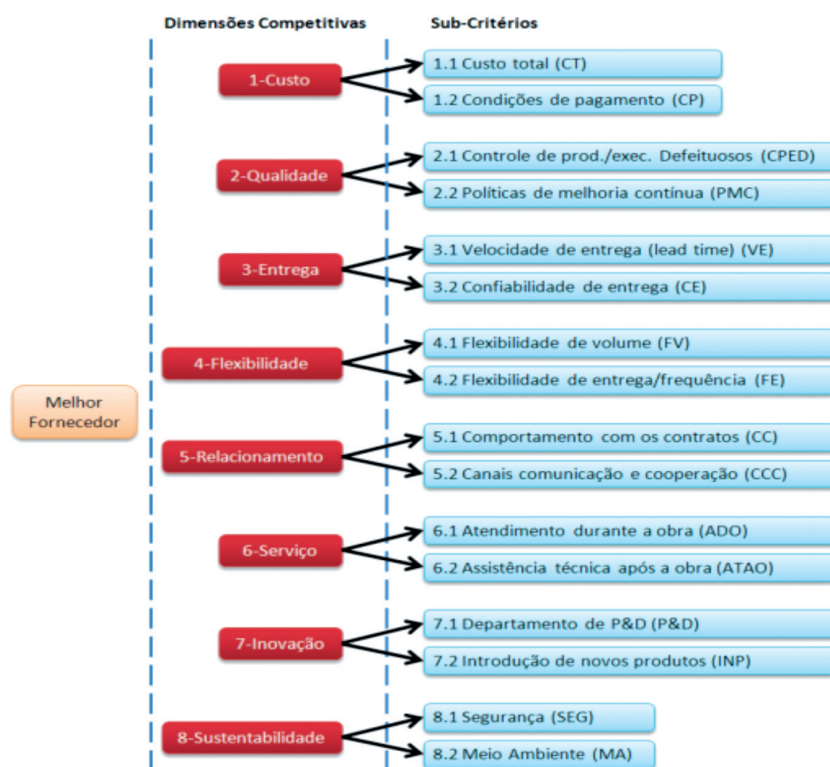 Dimensões Competitivas
Sub-Critérios
1-Custo
1.1 Custo total (CT)
1.2 Condições de pagamento (CP)
2-Qualidade
2.1 Controle de prod./exec. Defeituosos (CPED)
2.2 Políticas de melhoria contínua (PMC)
3-Entrega
3.1 Velocidade de entrega (lead time) (VE)
3.2 Confiabilidade de entrega (CE)
4-Flexibilidade
4.1 Flexibilidade de volume (FV)
4.2 Flexibilidade de entrega/frequência (FE)
Melhor
Fornecedor
5-Relacionamento
5.1 Comportamento com os contratos (CC)
5.2 Canais comunicação e cooperação (CCC)
6-Serviço
6.1 Atendimento durante a obra (ADO)
6.2 Assistência técnica após a obra (ATAO)
7-Inovação
7.1 Departamento de P&D (P&D)
7.2 Introdução de novos produtos (INP)
8-Sustentabilidade
8.1 Segurança (SEG)
8.2 Meio Ambiente (MA)